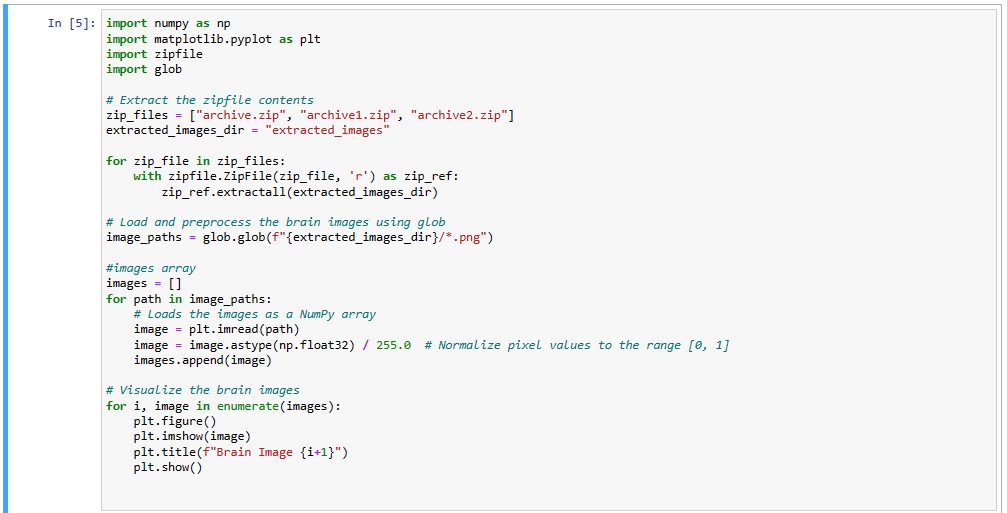 In [5]: import numpy as np
import matplotlib.pyplot as plt
import zipfile
import glob

# Extract the zipfile contents
zip_files = ["archive.zip", "archive1.zip", "archive2.zip"]
extracted_images_dir = "extracted_images"

for zip_file in zip_files:
    with zipfile.ZipFile(zip_file, 'r') as zip_ref:
        zip_ref.extractall(extracted_images_dir)

# Load and preprocess the brain images using glob
image_paths = glob.glob(f"{extracted_images_dir}/*.png")

#images array
images = []
for path in image_paths:
    # Loads the images as a NumPy array
    image = plt.imread(path)
    image = image.astype(np.float32) / 255.0  # Normalize pixel values to the range [0, 1]
    images.append(image)

# Visualize the brain images
for i, image in enumerate(images):
    plt.figure()
    plt.imshow(image)
    plt.title(f"Brain Image {i+1}")
    plt.show()